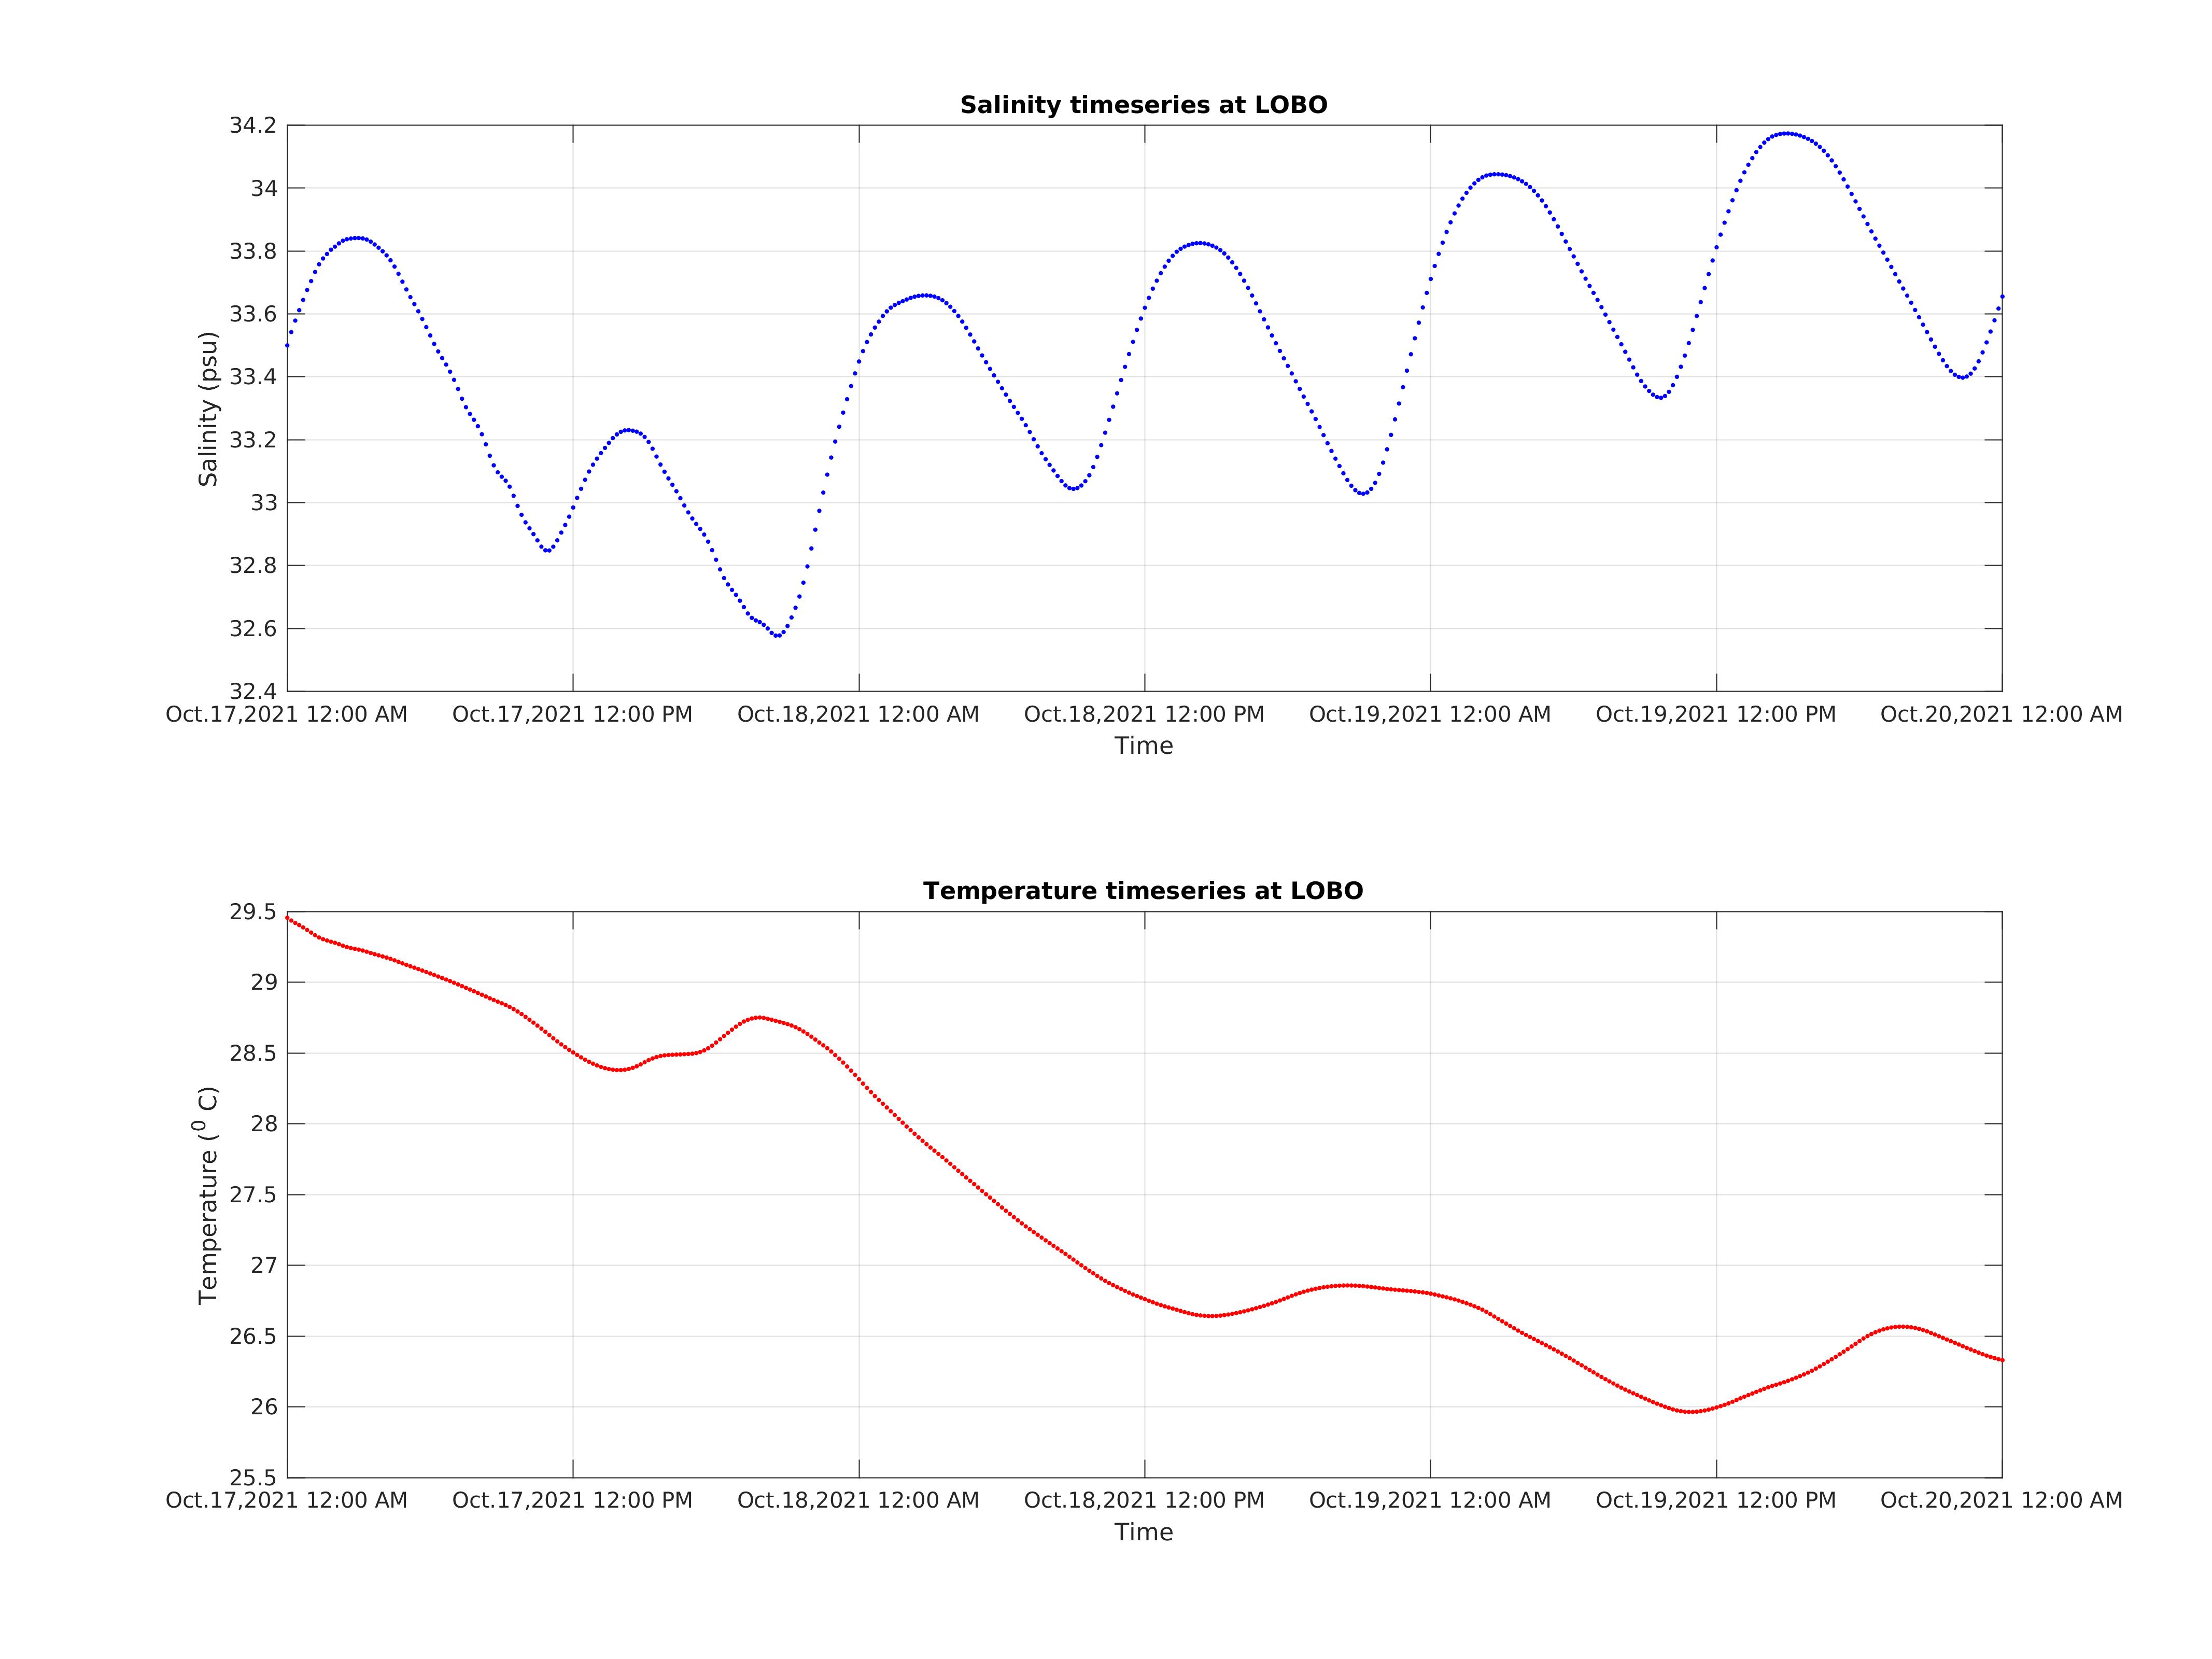 Salinity timeseries at LOBO
34.2
34
33.8
33.6
33.4
33.2
33
32.8
32.6
32.4
Salinity (psu)
Oct.17,2021 12:00 AM Oct.17,2021 12:00 PM Oct.18,2021 12:00 AM Oct.18,2021 12:00 PM Oct.19,2021 12:00 AM Oct.19,2021 12:00 PM Oct.20,2021 12:00 AM
Time
Temperature timeseries at LOBO
29.5
29
28.5
28
27.5
27
26.5
26
25.5
Temperature (⁰ C)
Oct.17,2021 12:00 AM Oct.17,2021 12:00 PM Oct.18,2021 12:00 AM Oct.18,2021 12:00 PM Oct.19,2021 12:00 AM Oct.19,2021 12:00 PM Oct.20,2021 12:00 AM
Time